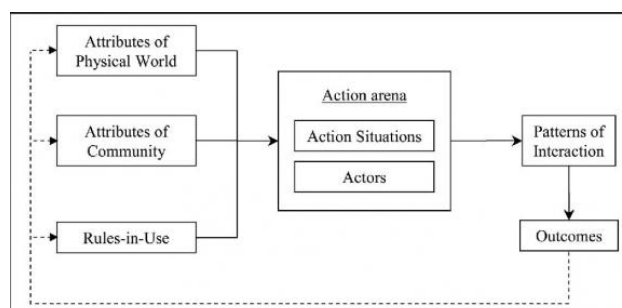 Attributes of
Physical World
Attributes of
Community
Rules-in-Use
Action arena
Action Situations
Actors
Patterns of
Interaction
Outcomes